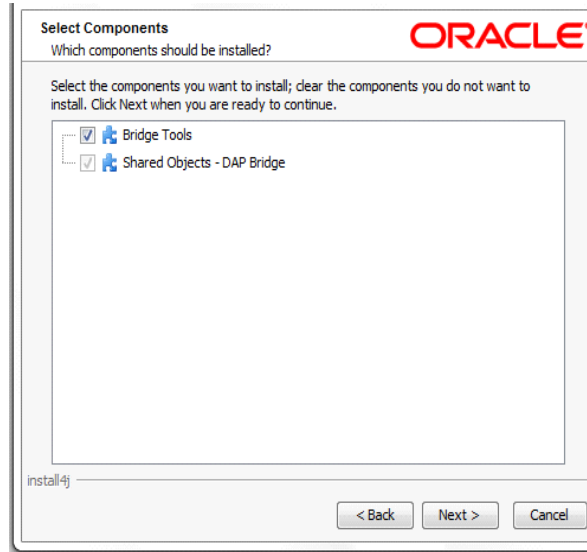 Select Components
Which components should be installed?
ORACLE
Select the components you want to install; clear the components you do not want to
install. Click Next when you are ready to continue.
Bridge Tools
Shared Objects - DAP Bridge
install4j
< Back
Next >
Cancel